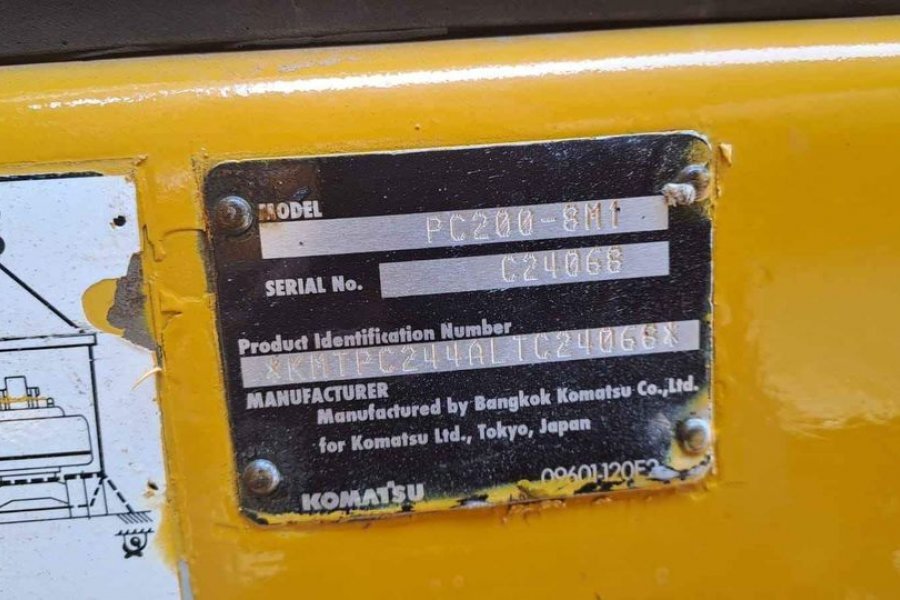 MODEL
PC200-8M1
SERIAL No.
C24068
Product Identification Number
*KMTPC244ALTC24068*
MANUFACTURER
Manufactured by Bangkok Komatsu Co.,Ltd.
for Komatsu Ltd., Tokyo, Japan
KOMATSU